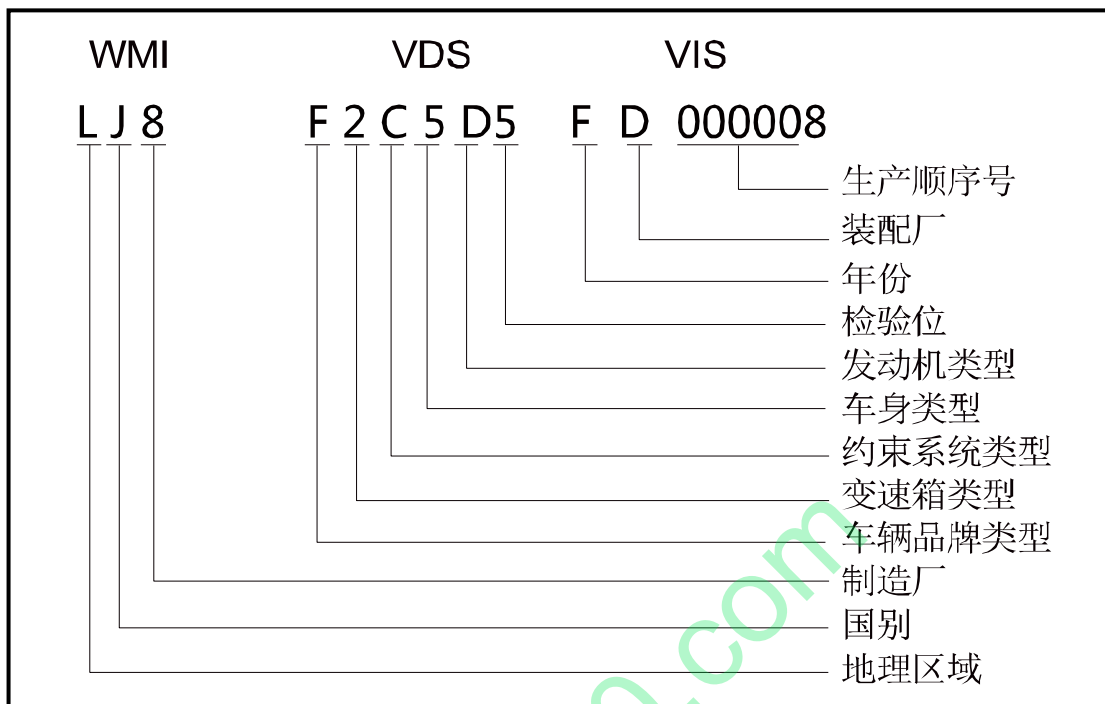 WMI VDS VIS
L J 8 F 2 C 5 D 5 F D 000008
生产顺序号
装配厂
年份
检验位
发动机类型
车身类型
约束系统类型
变速箱类型
车辆品牌类型
制造厂
国别
地理区域
n.com